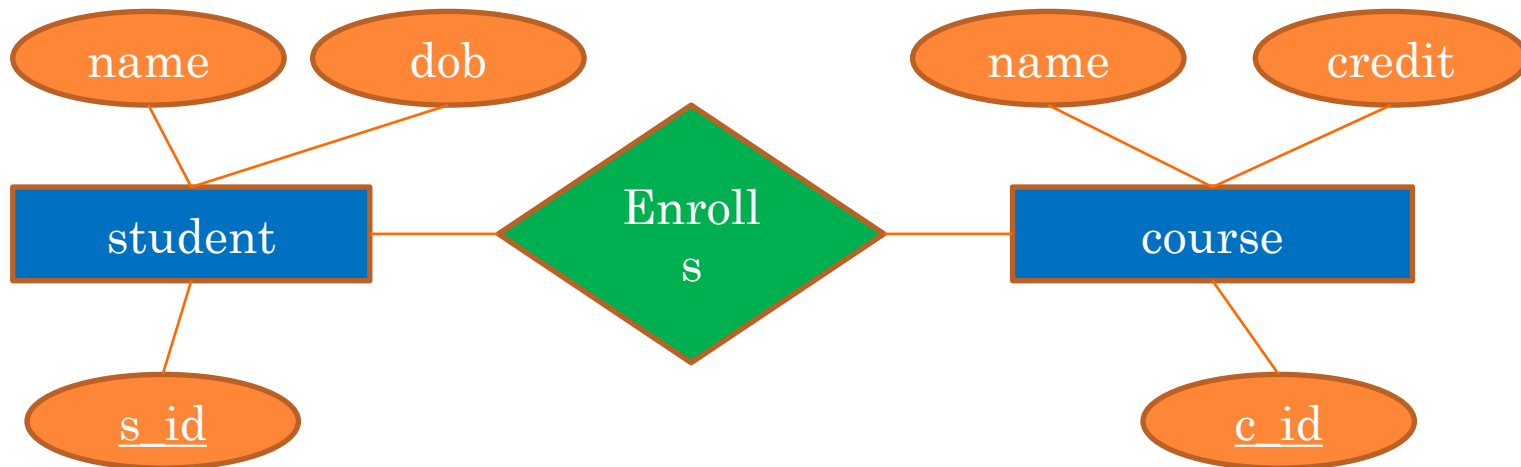 name
dob
name
credit
student
Enroll
s
course
s_id
c_id